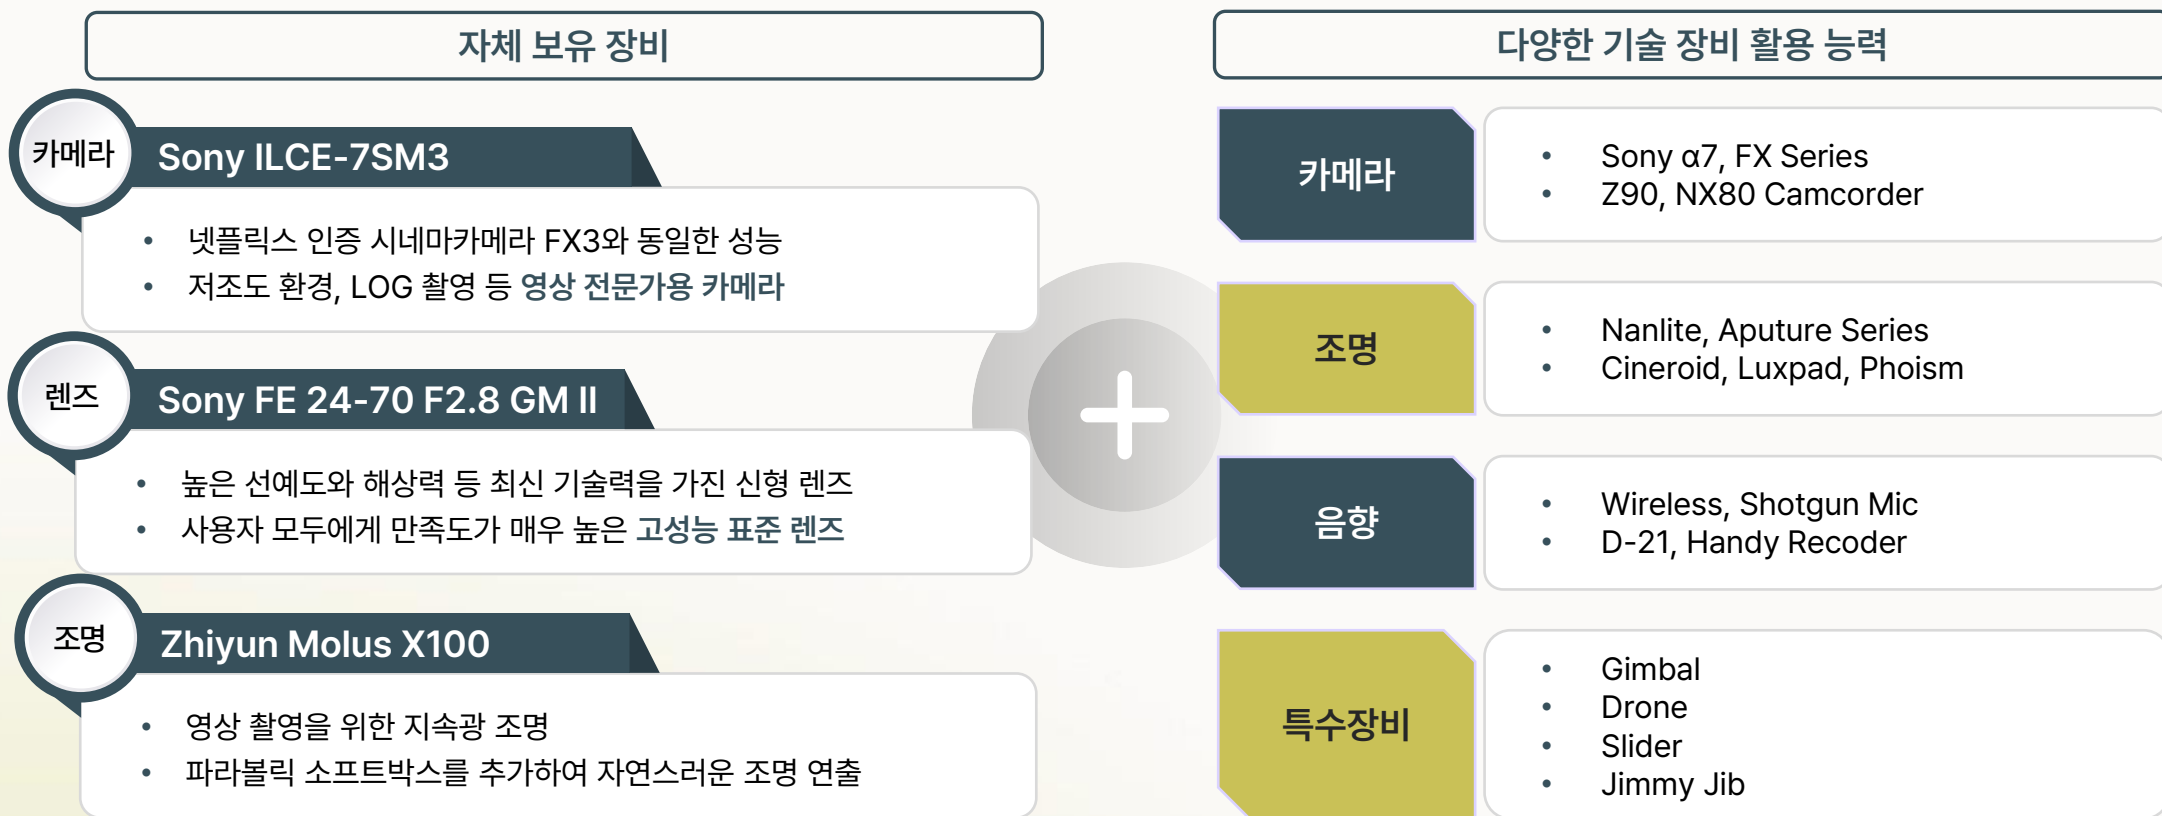 자체 보유 장비
카메라
Sony ILCE-7SM3
• 넷플릭스 인증 시네마카메라 FX3와 동일한 성능
• 저조도 환경, LOG 촬영 등 영상 전문가용 카메라
렌즈
Sony FE 24-70 F2.8 GM II
• 높은 선예도와 해상력 등 최신 기술력을 가진 신형 렌즈
• 사용자 모두에게 만족도가 매우 높은 고성능 표준 렌즈
조명
Zhiyun Molus X100
• 영상 촬영을 위한 지속광 조명
• 파라볼릭 소프트박스를 추가하여 자연스러운 조명 연출
다양한 기술 장비 활용 능력
카메라
• Sony α7, FX Series
• Z90, NX80 Camcorder
조명
• Nanlite, Aputure Series
• Cineroid, Luxpad, Phoism
음향
• Wireless, Shotgun Mic
• D-21, Handy Recoder
특수장비
• Gimbal
• Drone
• Slider
• Jimmy Jib